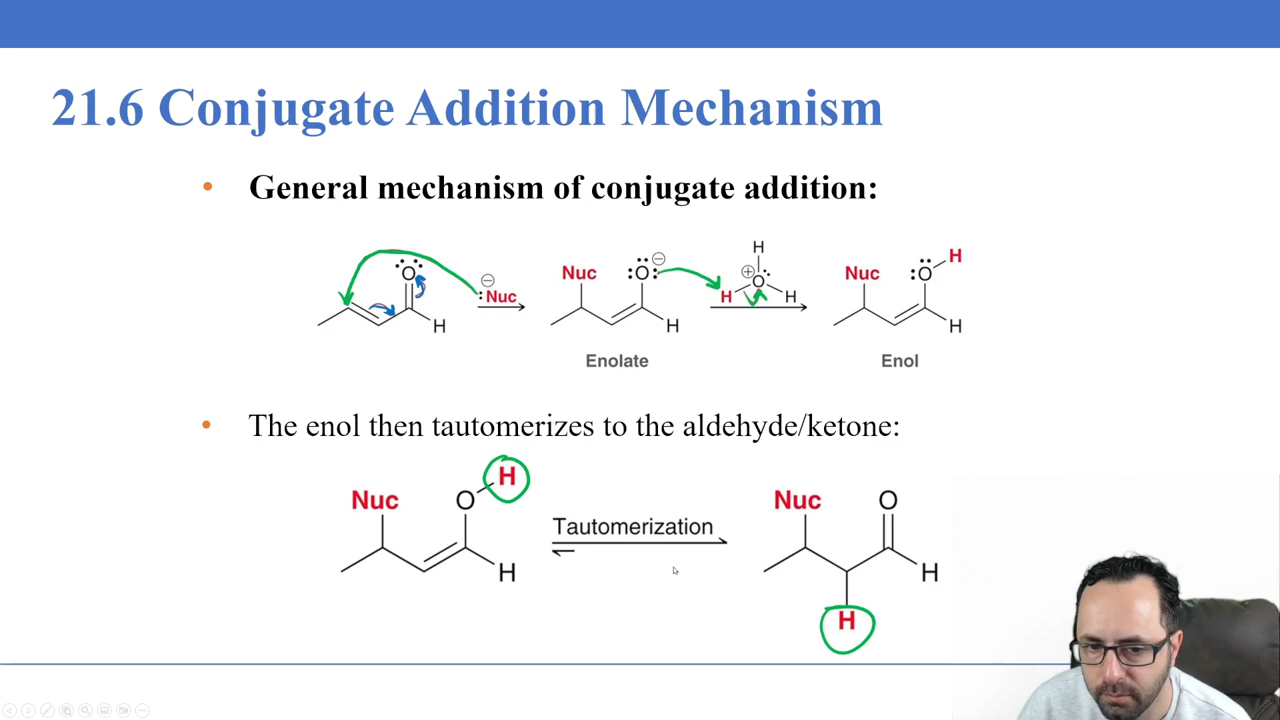 21.6 Conjugate Addition Mechanism
• General mechanism of conjugate addition:
O H ⊖ :Nuc Nuc :O: ⊖ H H ⊕ O H H Nuc :O H H
Enolate Enol
• The enol then tautomerizes to the aldehyde/ketone:
Nuc O H H Tautomerization Nuc O H H